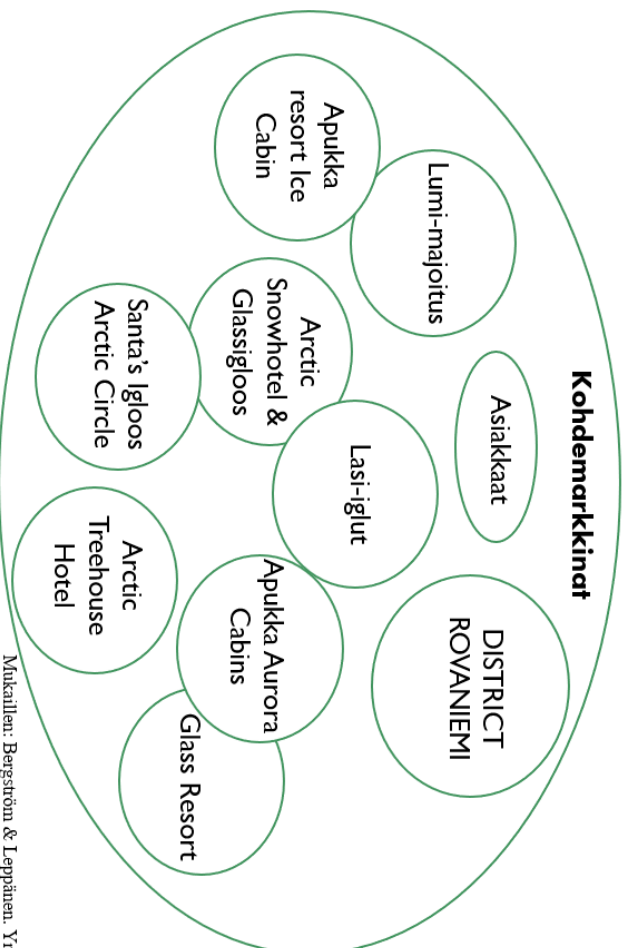 Kohdemarkkinat
Asiakkaat
DISTRICT
ROVANIEMI
Lumi-majoitus
Lasi-iglut
Apukka
resort Ice
Cabin
Arctic
Snowhotel &
Glassigloos
Apukka Aurora
Cabins
Glass Resort
Santa's Igloos
Arctic Circle
Arctic
Treehouse
Hotel
Mukaillen: Bergström & Leppänen.